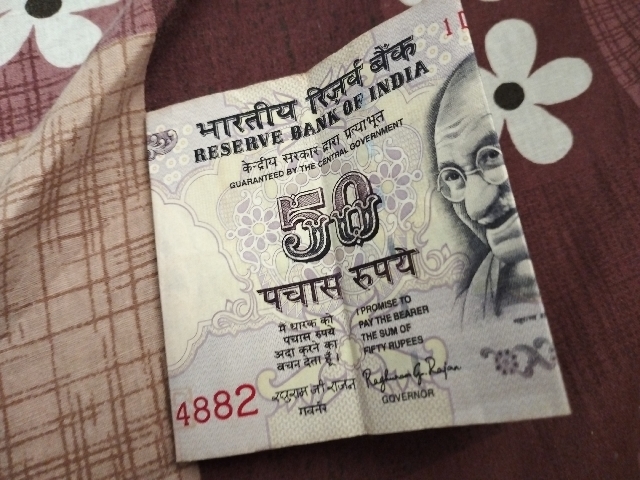 1
भारतीय रिज़र्व बैंक
RESERVE BANK OF INDIA
केन्द्रीय सरकार द्वारा प्रत्याभूत
GUARANTEED BY THE CENTRAL GOVERNMENT
50
पचास रुपये
मैं धारक को
पचास रुपये
अदा करने का
वचन देता हूँ।
I PROMISE TO
PAY THE BEARER
THE SUM OF
FIFTY RUPEES
रघुराम जी राजन
गवर्नर
Raghuram G. Rajan
GOVERNOR
4882